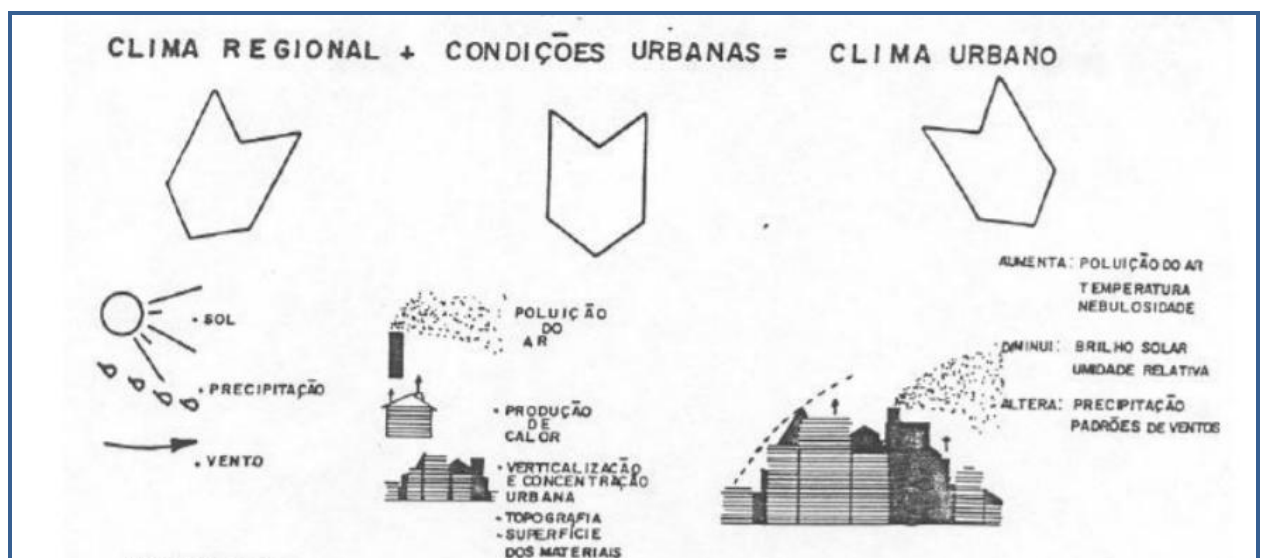 CLIMA REGIONAL + CONDIÇÕES URBANAS = CLIMA URBANO
• SOL
• PRECIPITAÇÃO
• VENTO
POLUIÇÃO
DO
AR
• PRODUÇÃO
DE
CALOR
• VERTICALIZAÇÃO
E CONCENTRAÇÃO
URBANA
• TOPOGRAFIA
• SUPERFÍCIE
DOS MATERIAIS
AUMENTA: POLUIÇÃO DO AR
TEMPERATURA
NEBULOSIDADE
DIMINUI: BRILHO SOLAR
UMIDADE RELATIVA
ALTERA: PRECIPITAÇÃO
PADRÕES DE VENTOS